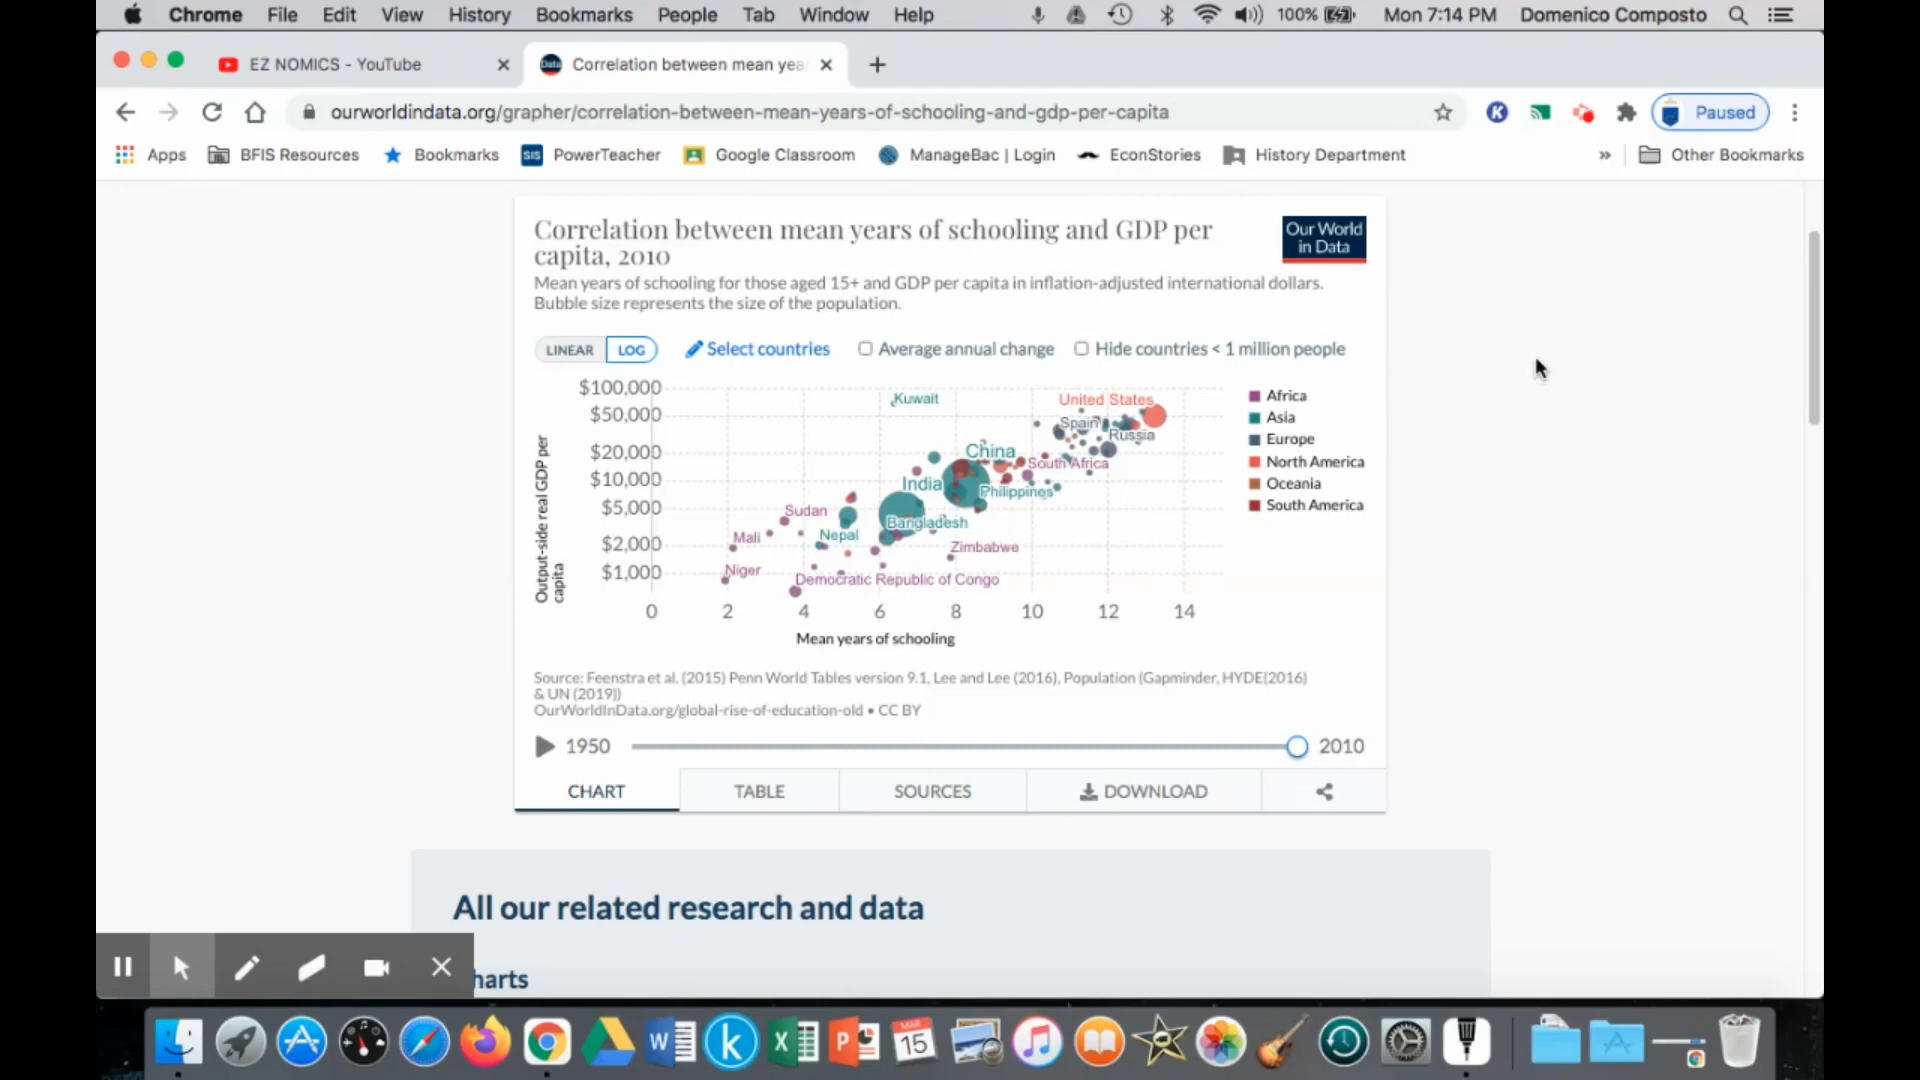 Chrome File Edit View History Bookmarks People Tab Window Help 100% Mon 7:14 PM Domenico Composto
EZ NOMICS - YouTube
Correlation between mean yea
ourworldindata.org/grapher/correlation-between-mean-years-of-schooling-and-gdp-per-capita
K
Paused
Apps BFIS Resources Bookmarks SIS PowerTeacher Google Classroom ManageBac | Login EconStories History Department » Other Bookmarks
Correlation between mean years of schooling and GDP per
capita, 2010
Our World
in Data
Mean years of schooling for those aged 15+ and GDP per capita in inflation-adjusted international dollars.
Bubble size represents the size of the population.
LINEAR LOG Select countries Average annual change Hide countries < 1 million people
Output-side real GDP per
capita
$100,000
$50,000
$20,000
$10,000
$5,000
$2,000
$1,000
Kuwait
United States
Spain
Russia
China
South Africa
India
Philippines
Sudan
Bangladesh
Nepal
Mali
Zimbabwe
Niger
Democratic Republic of Congo
0 2 4 6 8 10 12 14
Mean years of schooling
Africa
Asia
Europe
North America
Oceania
South America
Source: Feenstra et al. (2015) Penn World Tables version 9.1, Lee and Lee (2016), Population (Gapminder, HYDE(2016)
& UN (2019))
OurWorldInData.org/global-rise-of-education-old • CC BY
1950 2010
CHART TABLE SOURCES DOWNLOAD
All our related research and data
harts
W k X P MAR 15